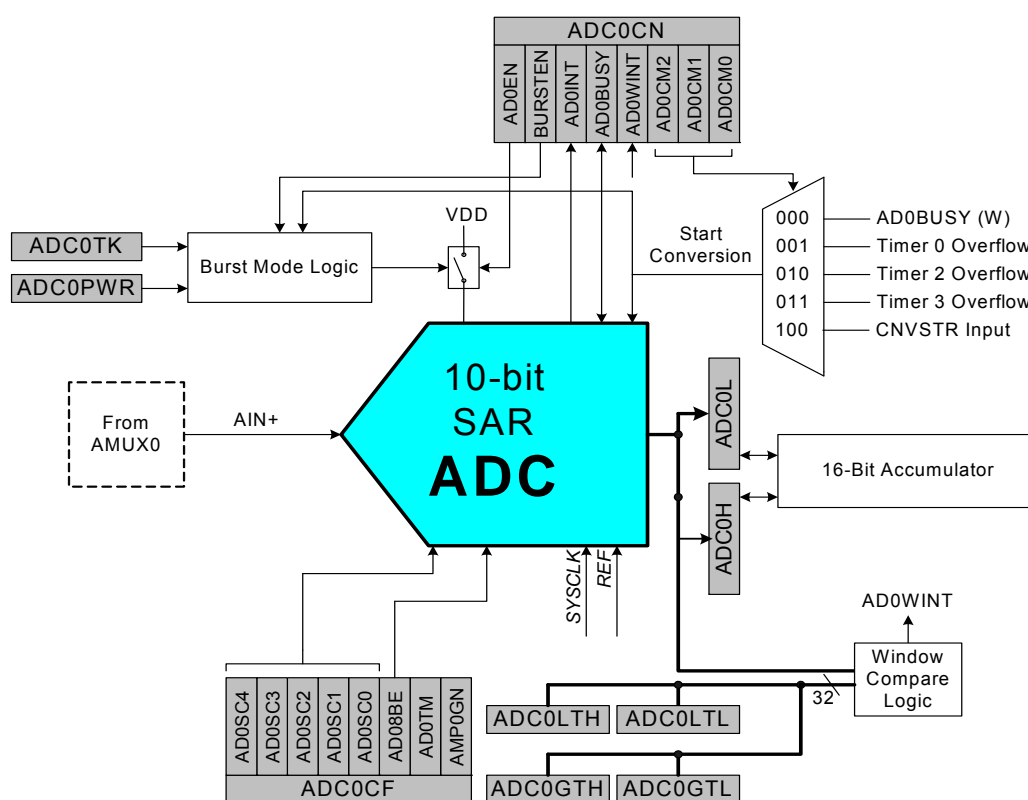 ADC0CN
AD0EN
BURSTEN
AD0INT
AD0BUSY
AD0WINT
AD0CM2
AD0CM1
AD0CM0
VDD
Start
Conversion
000
001
010
011
100
AD0BUSY (W)
Timer 0 Overflow
Timer 2 Overflow
Timer 3 Overflow
CNVSTR Input
ADC0TK
ADC0PWR
Burst Mode Logic
From
AMUX0
AIN+
10-bit
SAR
ADC
ADC0L
ADC0H
16-Bit Accumulator
SYSCLK
REF
AD0WINT
Window
Compare
Logic
32
AD0SC4
AD0SC3
AD0SC2
AD0SC1
AD0SC0
AD08BE
AD0TM
AMP0GN
ADC0CF
ADC0LTH
ADC0LTL
ADC0GTH
ADC0GTL